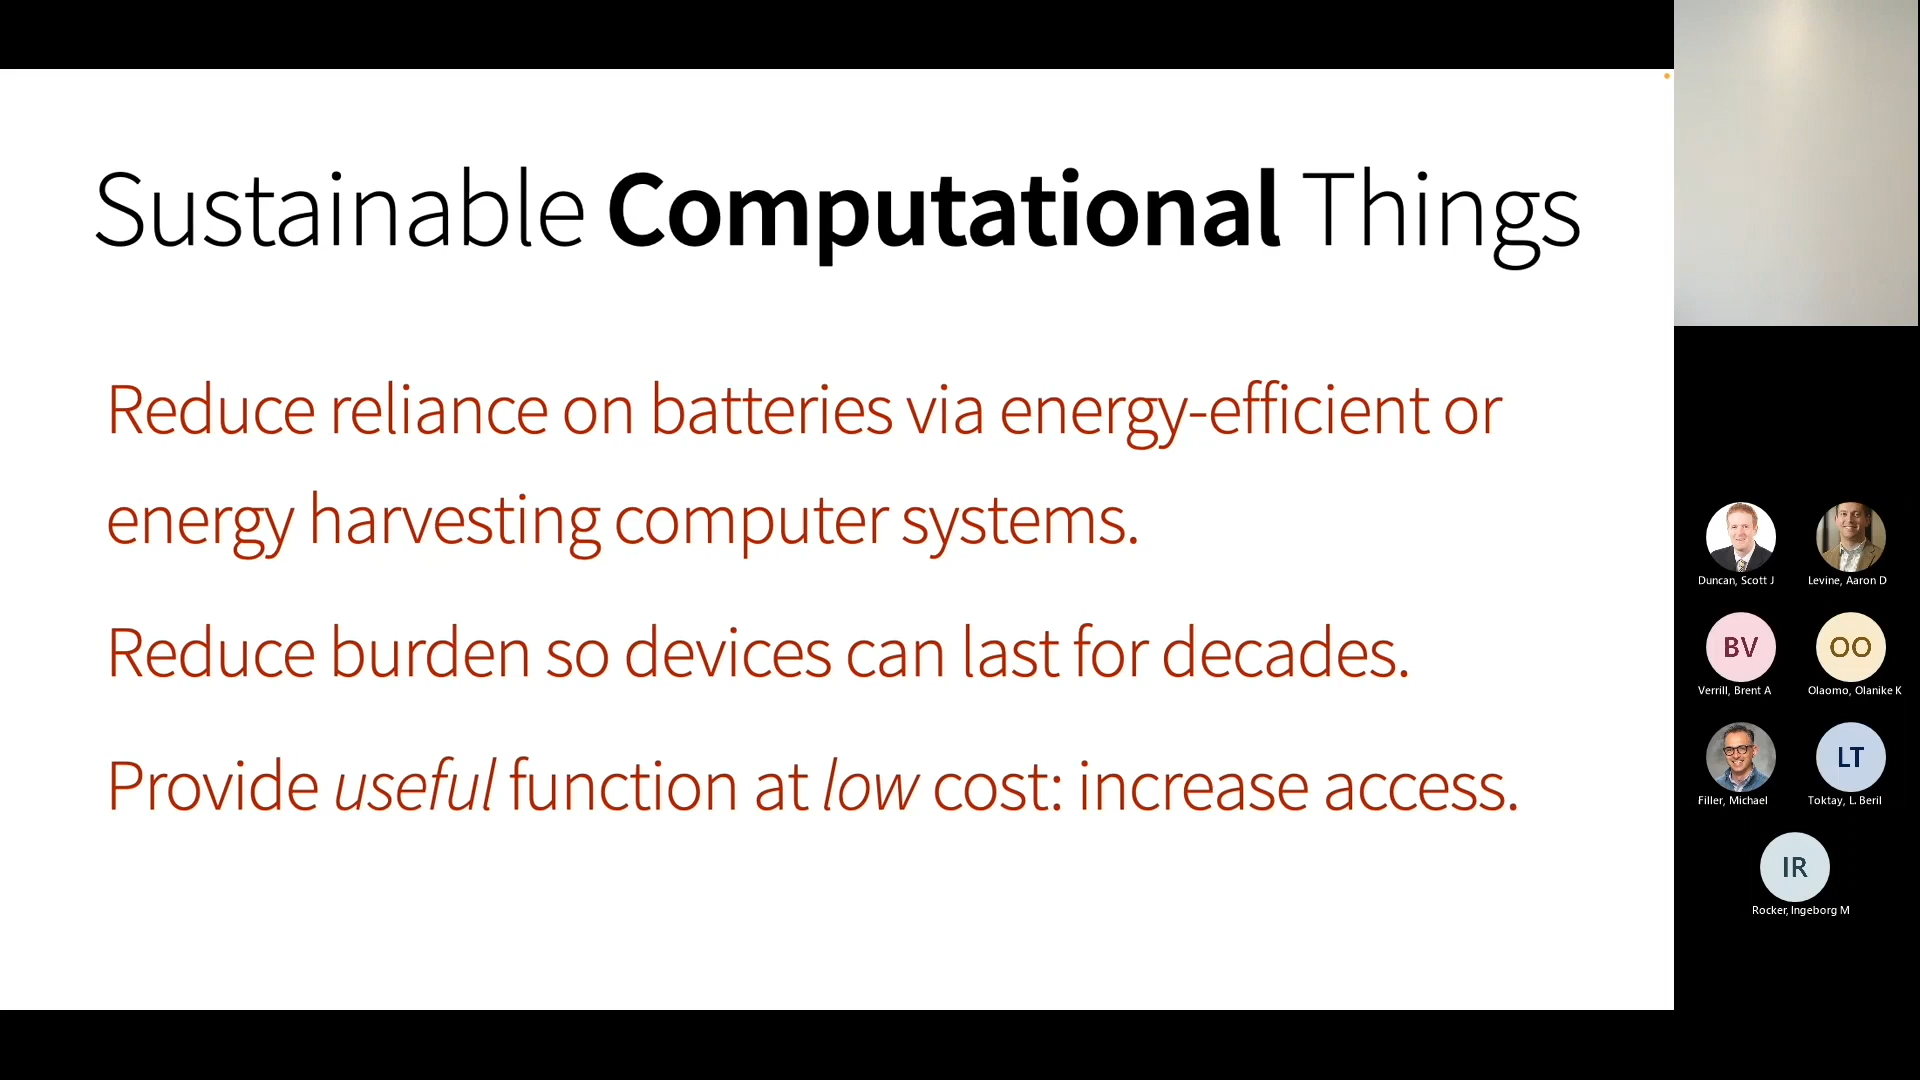 Sustainable Computational Things
Reduce reliance on batteries via energy-efficient or
energy harvesting computer systems.
Reduce burden so devices can last for decades.
Provide useful function at low cost: increase access.
Duncan, Scott J
Levine, Aaron D
BV
OO
Verrill, Brent A
Olaomo, Olanike K
LT
Filler, Michael
Toktay, L. Beril
IR
Rocker, Ingeborg M